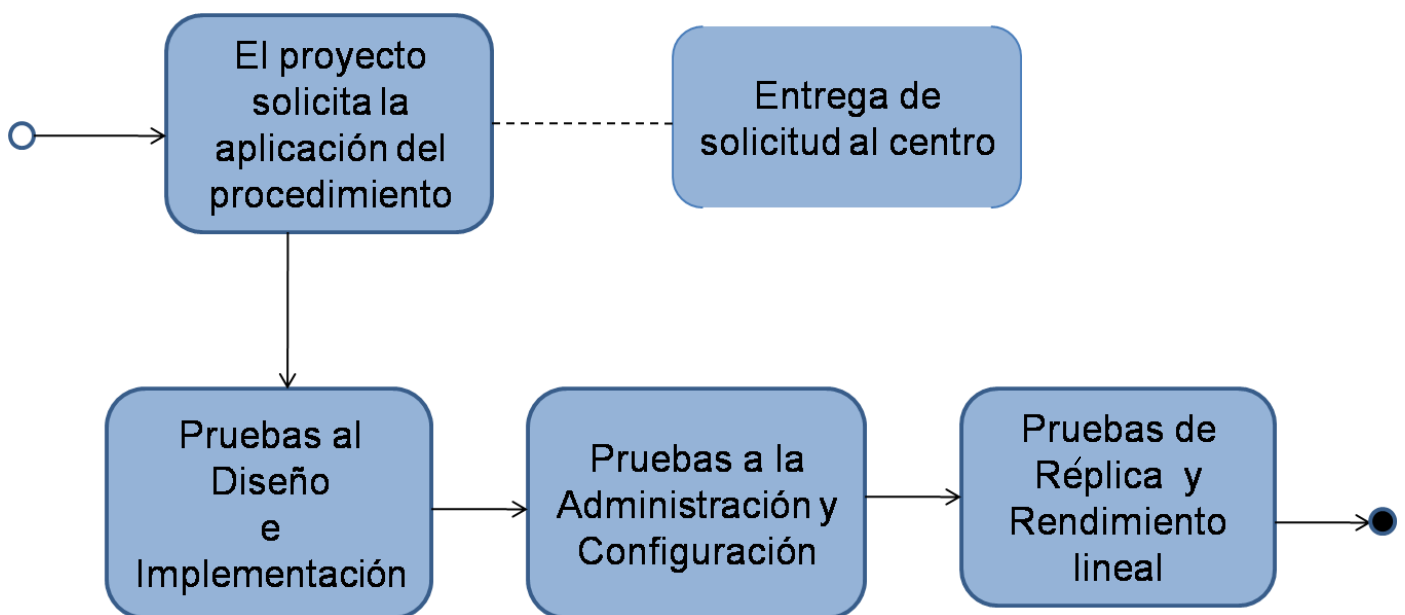 El proyecto
solicita la
aplicación del
procedimiento
Entrega de
solicitud al centro
Pruebas al
Diseño
e
Implementación
Pruebas a la
Administración y
Configuración
Pruebas de
Réplica y
Rendimiento
lineal